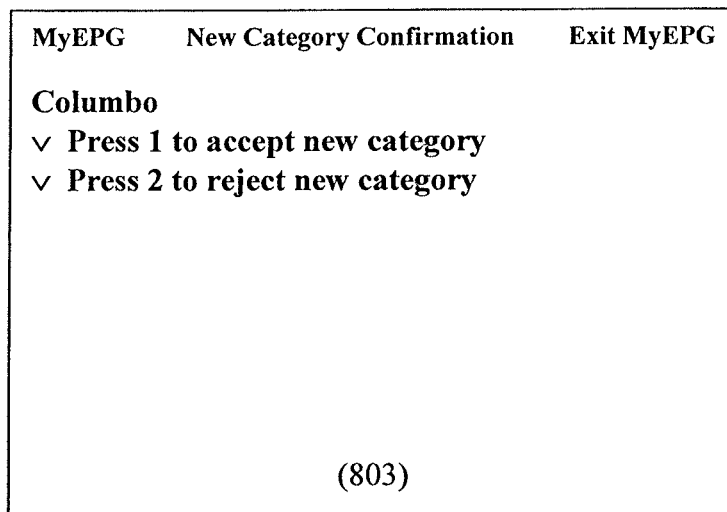 MyEPG New Category Confirmation Exit MyEPG
Columbo
v Press 1 to accept new category
v Press 2 to reject new category
(803)